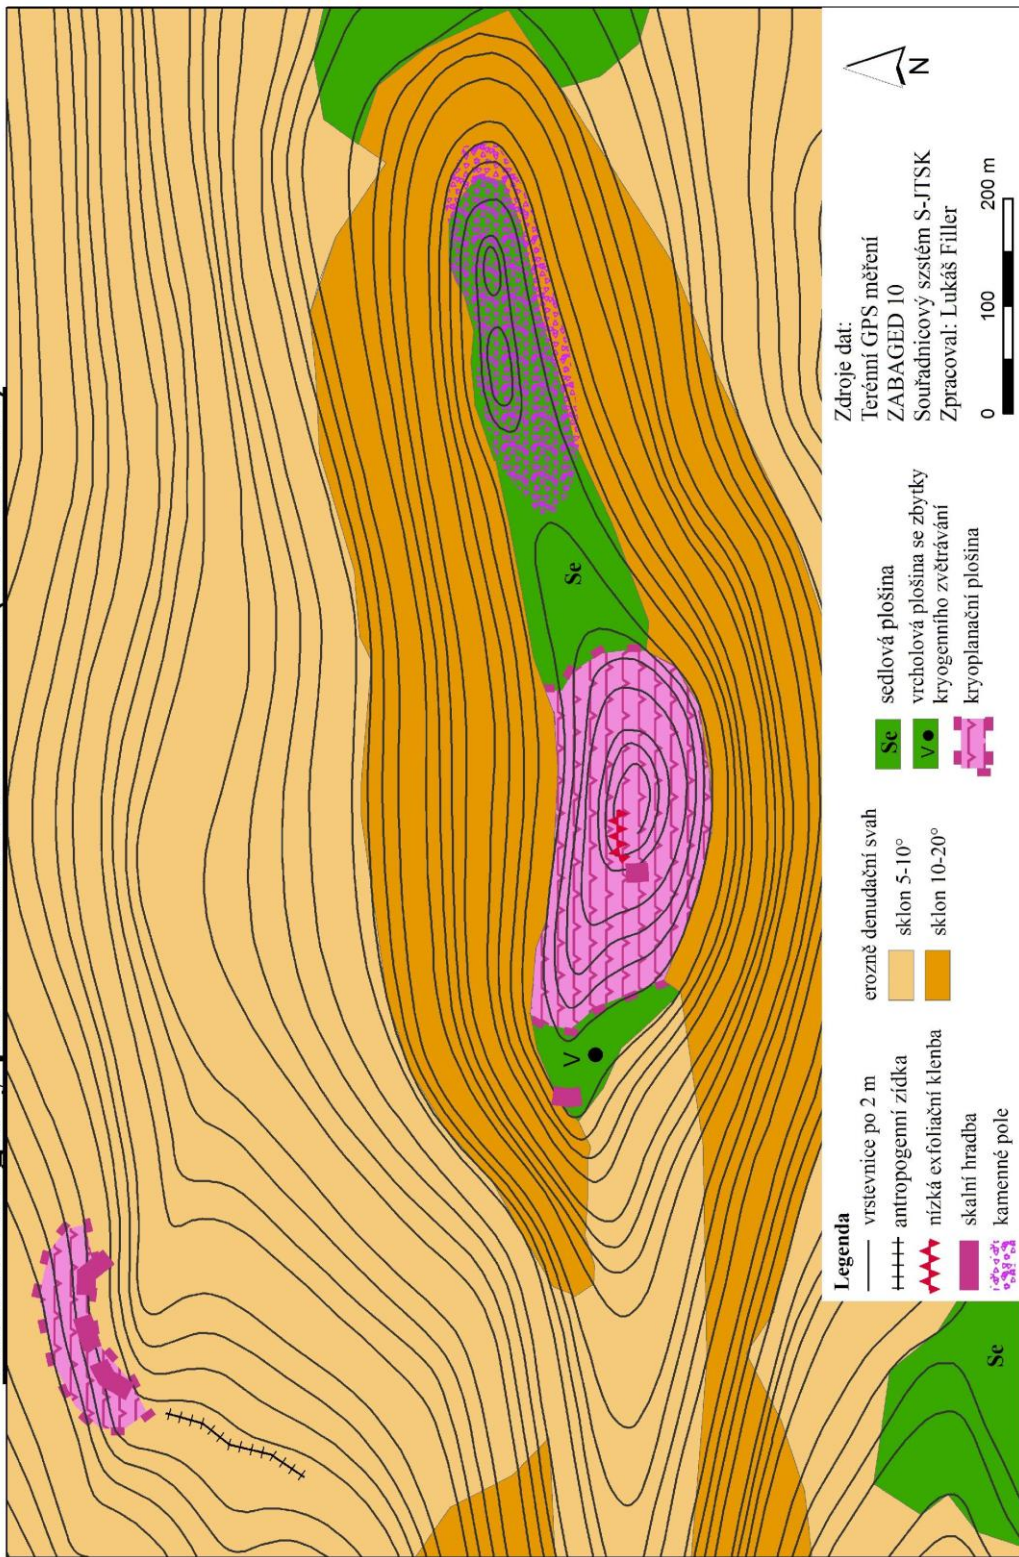 Se
V
Se
Legenda
vrstevnice po 2 m
antropogenní zídka
nízká exfoliační klenba
skalní hradba
kamenné pole
erozně denudační svah
sklon 5-10°
sklon 10-20°
Se sedlová plošina
V vrcholová plošina se zbytky
kryogenního zvětrávání
kryoplanační plošina
Zdroje dat:
Terénní GPS měření
ZABAGED 10
Souřadnicový szstém S-JTSK
Zpracoval: Lukáš Filler
0 100 200 m
N